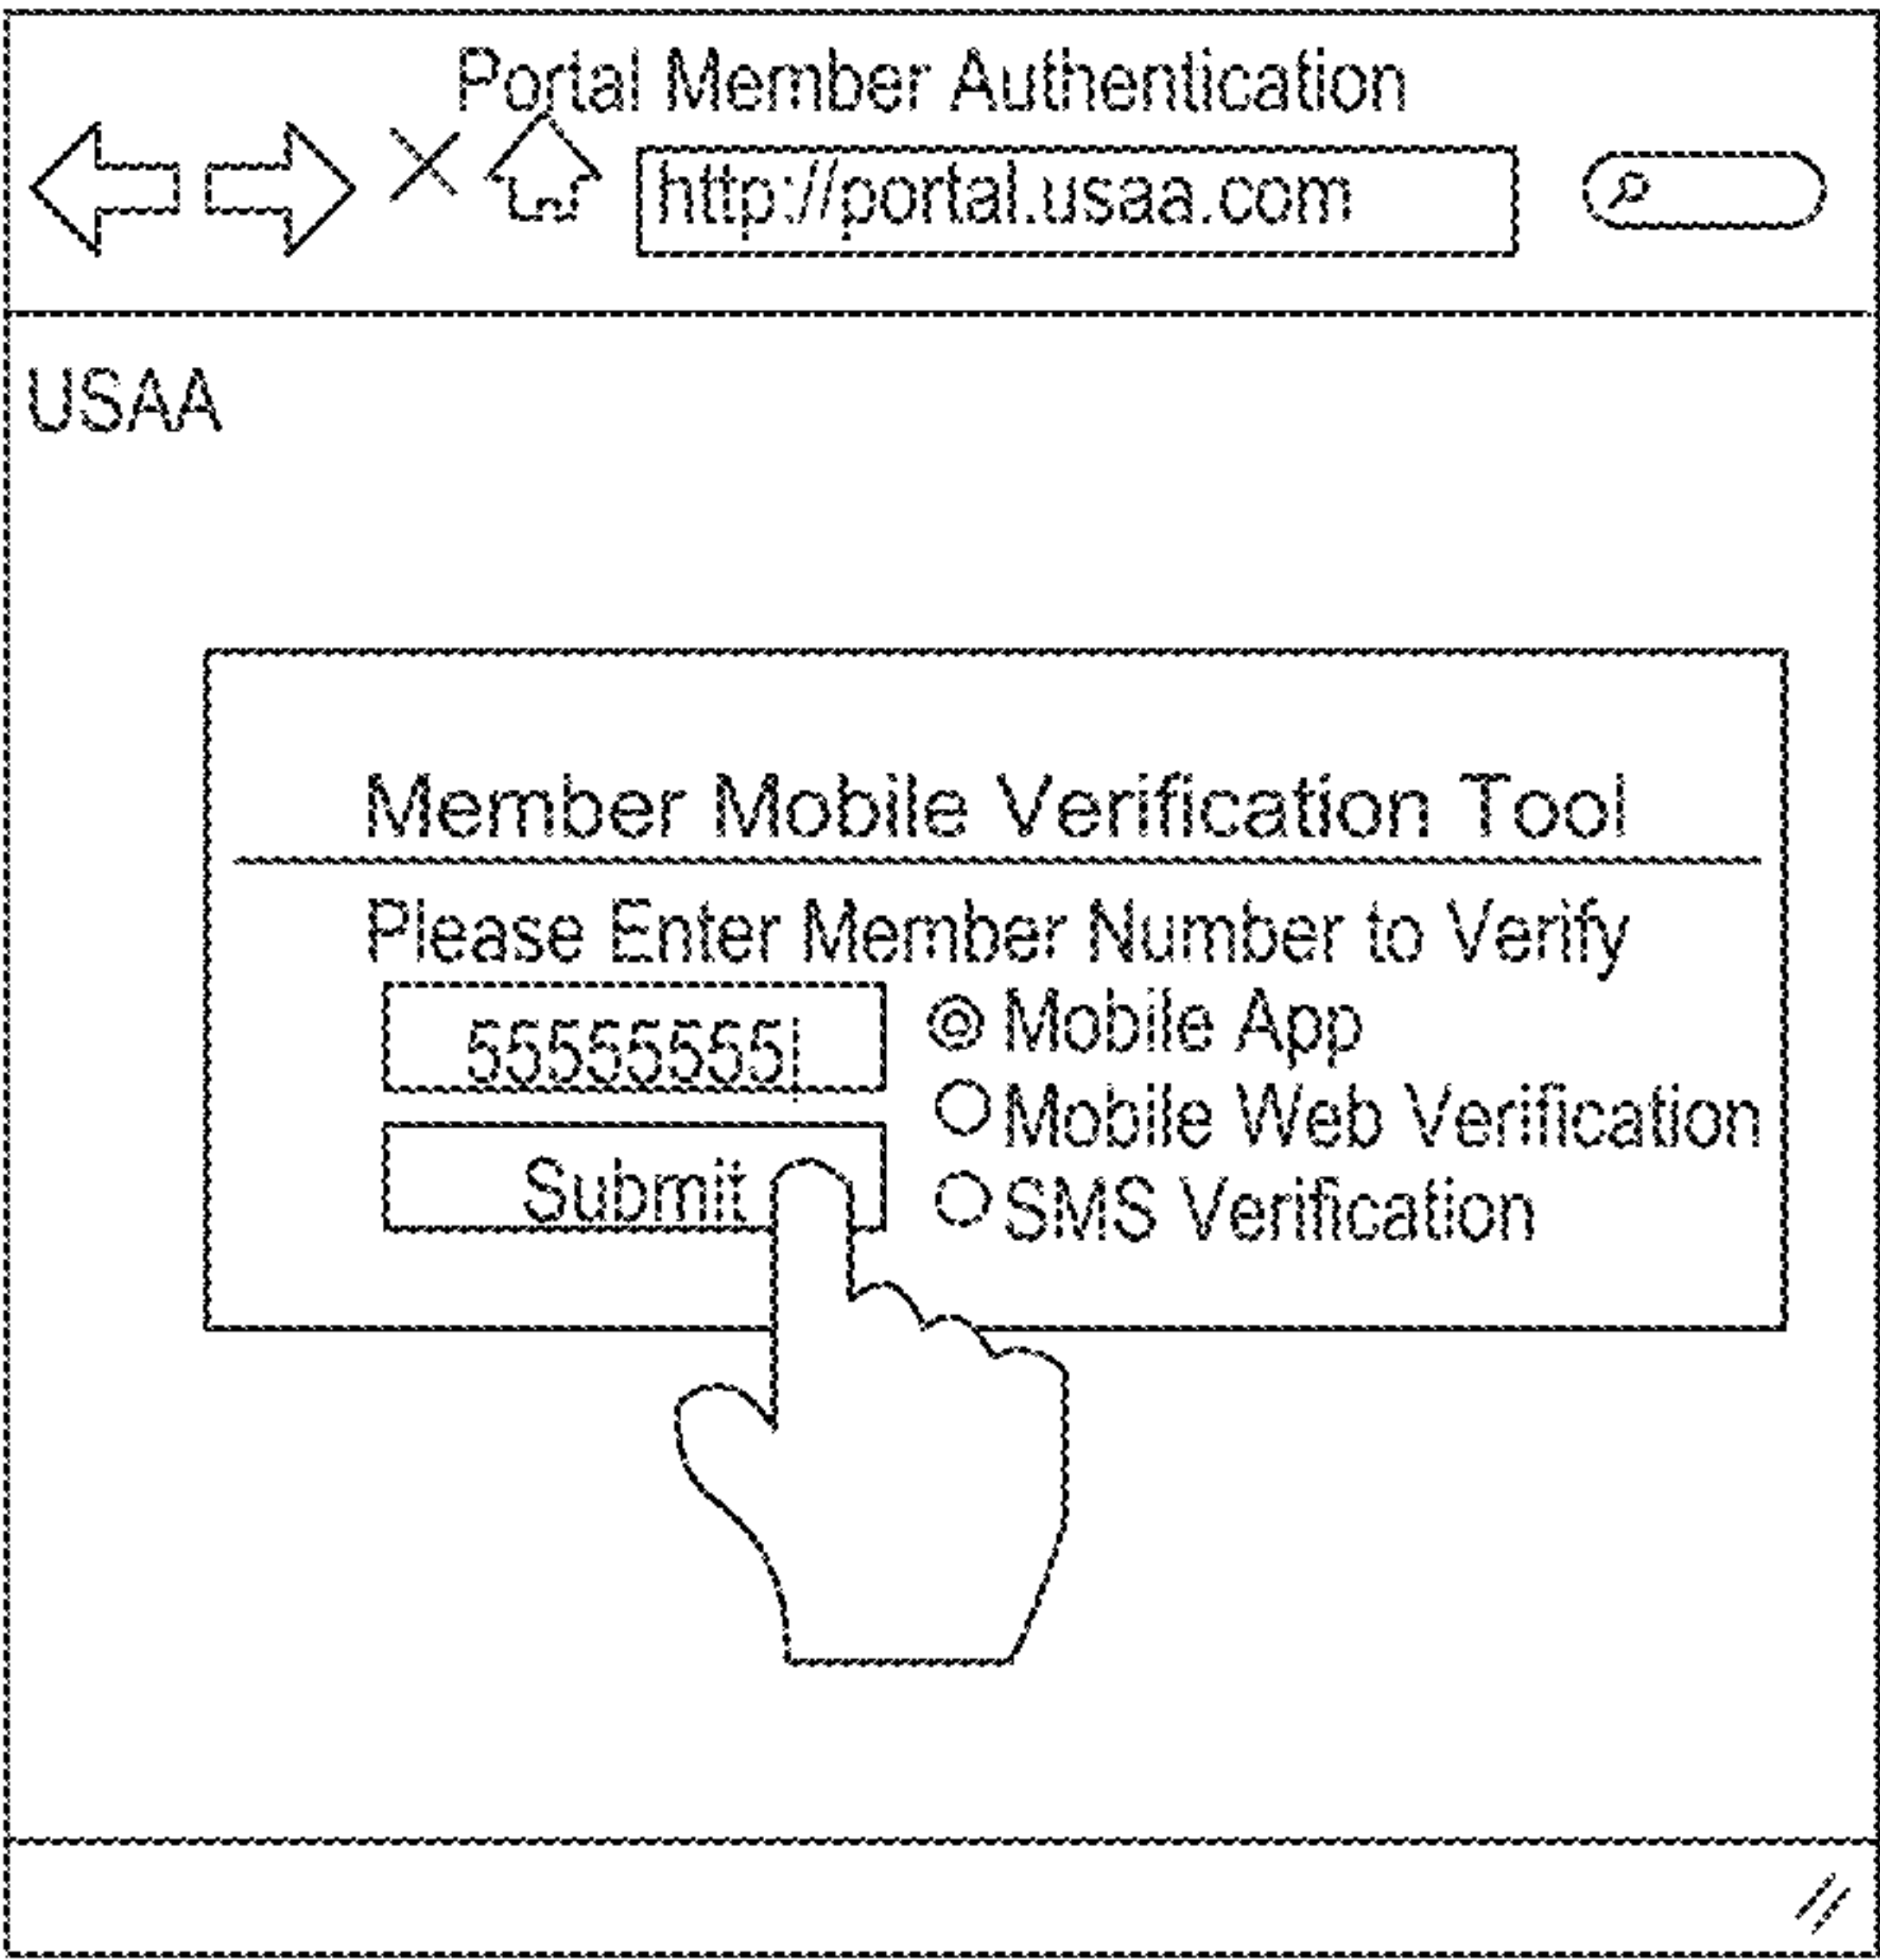 Portal Member Authentication
http://portal.usaa.com
USAA
Member Mobile Verification Tool
Please Enter Member Number to Verify
55555555
Mobile App
Mobile Web Verification
Submit
SMS Verification